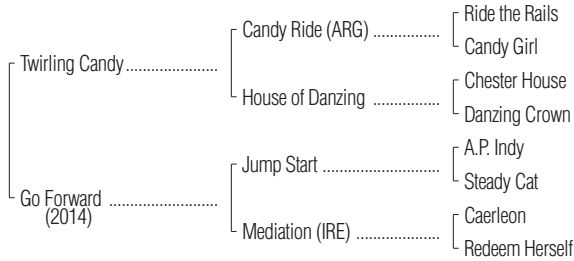 Ride the Rails
Candy Ride (ARG) ................
Candy Girl
Twirling Candy......................
Chester House
House of Danzing ................
Danzing Crown
A.P. Indy
Jump Start ............................
Steady Cat
Go Forward ..........................
(2014)
Caerleon
Mediation (IRE) ....................
Redeem Herself